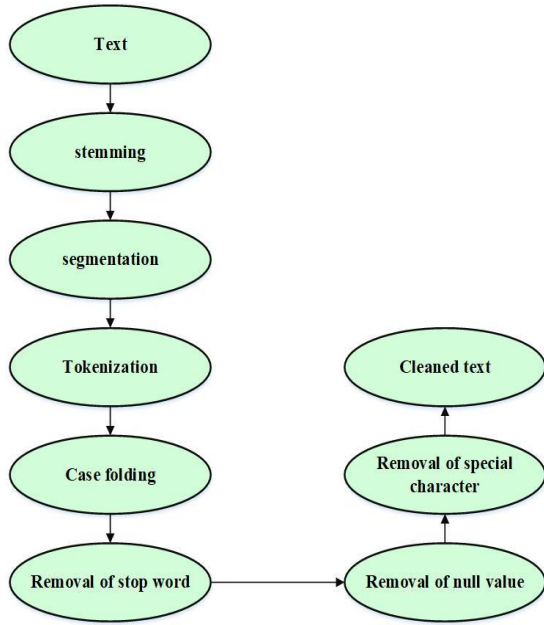 Text
stemming
segmentation
Tokenization
Case folding
Removal of stop word
Removal of null value
Removal of special
character
Cleaned text